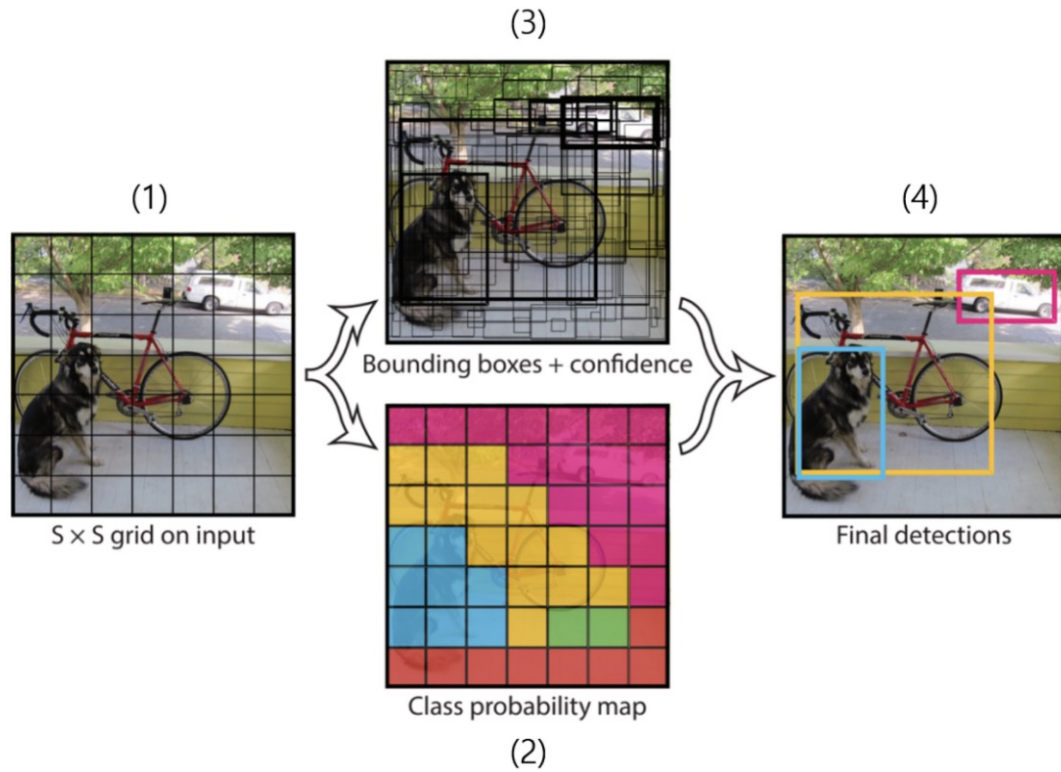 (3)
(1)
(4)
Bounding boxes + confidence
S × S grid on input
Final detections
Class probability map
(2)